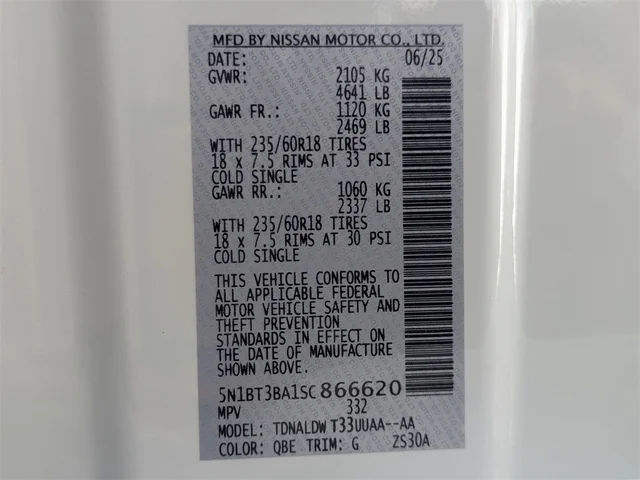 MFD BY NISSAN MOTOR CO., LTD.
DATE: 06/25
GVWR: 2105 KG
4641 LB
GAWR FR.: 1120 KG
2469 LB
WITH 235/60R18 TIRES
18 x 7.5 RIMS AT 33 PSI
COLD SINGLE
GAWR RR.: 1060 KG
2337 LB
WITH 235/60R18 TIRES
18 x 7.5 RIMS AT 30 PSI
COLD SINGLE
THIS VEHICLE CONFORMS TO
ALL APPLICABLE FEDERAL
MOTOR VEHICLE SAFETY AND
THEFT PREVENTION
STANDARDS IN EFFECT ON
THE DATE OF MANUFACTURE
SHOWN ABOVE.
5N1BT3BA1SC866620
MPV 332
MODEL: TDNALDW T33UUAA--AA
COLOR: QBE TRIM: G ZS30A